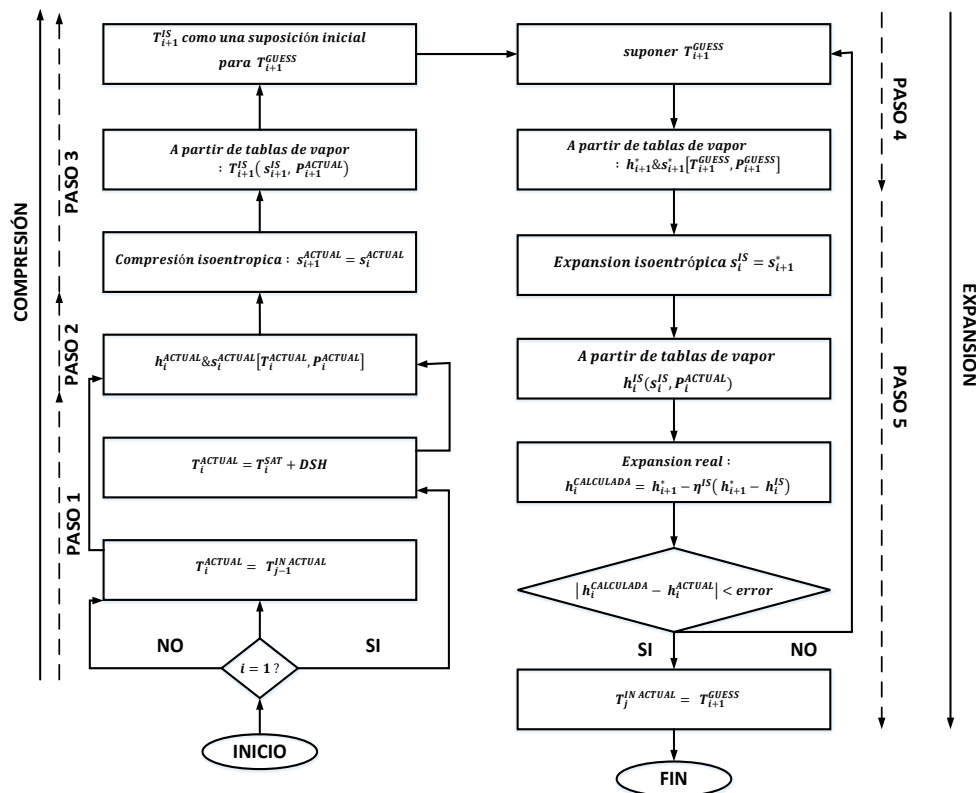 COMPRESIÓN
PASO 3
PASO 2
PASO 1
T_{i+1}^{IS} como una suposición inicial
para T_{i+1}^{GUESS}
A partir de tablas de vapor
: T_{i+1}^{IS}( s_{i+1}^{IS}, P_{i+1}^{ACTUAL})
Compresión isoentropica : s_{i+1}^{ACTUAL} = s_i^{ACTUAL}
h_i^{ACTUAL}&s_i^{ACTUAL}[T_i^{ACTUAL}, P_i^{ACTUAL}]
T_i^{ACTUAL} = T_i^{SAT} + DSH
T_i^{ACTUAL} = T_{j-1}^{IN ACTUAL}
NO
SI
i = 1 ?
INICIO
suponer T_{i+1}^{GUESS}
A partir de tablas de vapor
: h_{i+1}^{*}&s_{i+1}^{*}[T_{i+1}^{GUESS}, P_{i+1}^{GUESS}]
Expansion isoentrópica s_i^{IS} = s_{i+1}^{*}
A partir de tablas de vapor
h_i^{IS}(s_i^{IS}, P_i^{ACTUAL})
Expansion real :
h_i^{CALCULADA} = h_{i+1}^{*} − η^{IS}( h_{i+1}^{*} − h_i^{IS})
| h_i^{CALCULADA} − h_i^{ACTUAL}| < error
SI
NO
T_j^{IN ACTUAL} = T_{i+1}^{GUESS}
FIN
PASO 4
PASO 5
EXPANSION